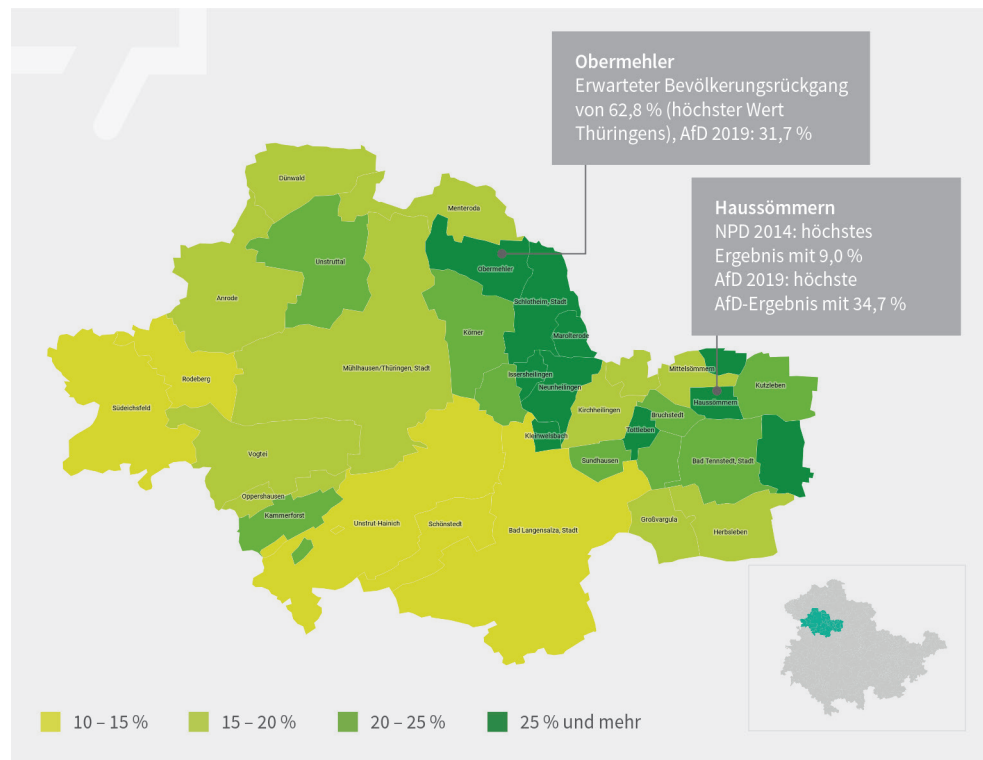 Obermehler
Erwarteter Bevölkerungsrückgang
von 62,8 % (höchster Wert
Thüringens), AfD 2019: 31,7 %
Haussömmern
NPD 2014: höchstes
Ergebnis mit 9,0 %
AfD 2019: höchste
AfD-Ergebnis mit 34,7 %
Dünwald
Menteroda
Unstruttal
Obermehler
Anrode
Schlotheim, Stadt
Körner
Marolterode
Mühlhausen/Thüringen, Stadt
Mittelsömmern
Issersheilingen
Rodeberg
Neunheilingen
Kutzleben
Südeichsfeld
Haussömmern
Kirchheilingen
Bruchstedt
Tottleben
Kleinwelsbach
Vogtei
Sundhausen
Bad Tennstedt, Stadt
Oppershausen
Kammerforst
Unstrut-Hainich
Schönstedt
Großvargula
Bad Langensalza, Stadt
Herbsleben
10 – 15 %
15 – 20 %
20 – 25 %
25 % und mehr